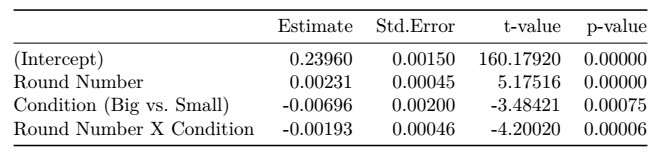 Estimate Std.Error t-value p-value
(Intercept) 0.23960 0.00150 160.17920 0.00000
Round Number 0.00231 0.00045 5.17516 0.00000
Condition (Big vs. Small) -0.00696 0.00200 -3.48421 0.00075
Round Number X Condition -0.00193 0.00046 -4.20020 0.00006